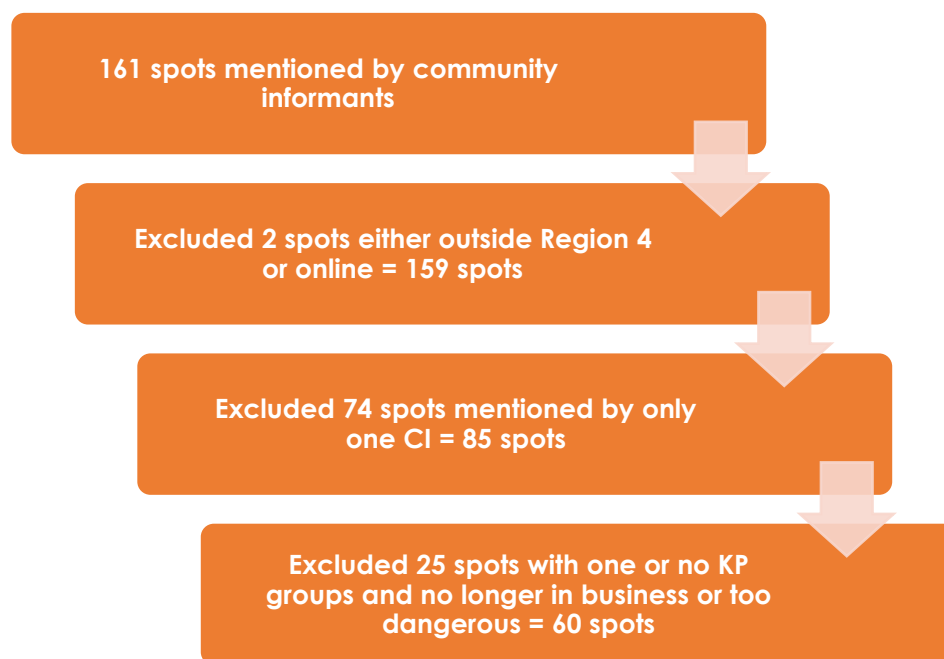 161 spots mentioned by community
informants
Excluded 2 spots either outside Region 4
or online = 159 spots
Excluded 74 spots mentioned by only
one CI = 85 spots
Excluded 25 spots with one or no KP
groups and no longer in business or too
dangerous = 60 spots